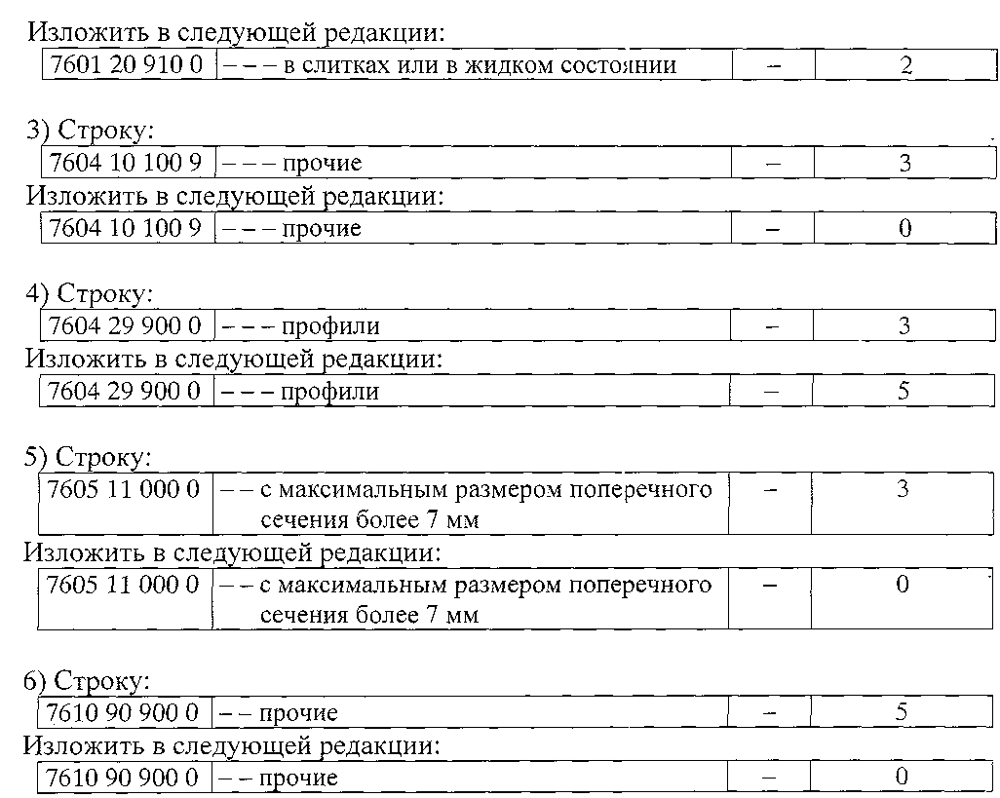 Изложить в следующей редакции:
7601 20 910 0 – – – в слитках или в жидком состоянии – 2
3) Строку:
7604 10 100 9 – – – прочие – 3
Изложить в следующей редакции:
7604 10 100 9 – – – прочие – 0
4) Строку:
7604 29 900 0 – – – профили – 3
Изложить в следующей редакции:
7604 29 900 0 – – – профили – 5
5) Строку:
7605 11 000 0 – – с максимальным размером поперечного – 3
сечения более 7 мм
Изложить в следующей редакции:
7605 11 000 0 – – с максимальным размером поперечного – 0
сечения более 7 мм
6) Строку:
7610 90 900 0 – – прочие – 5
Изложить в следующей редакции:
7610 90 900 0 – – прочие – 0